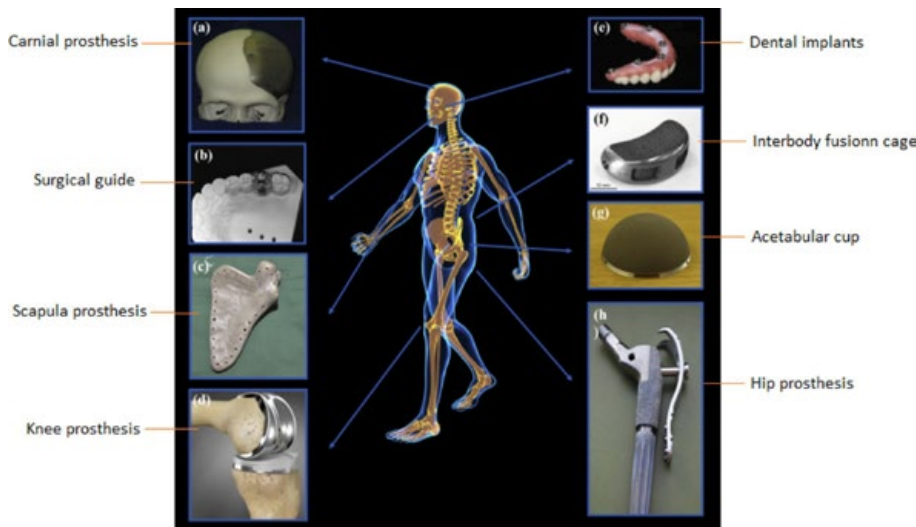 Carnial prosthesis
(a)
Surgical guide
(b)
Scapula prosthesis
(c)
Knee prosthesis
(d)
(e)
Dental implants
(f)
Interbody fusionn cage
(g)
Acetabular cup
(h
)
Hip prosthesis